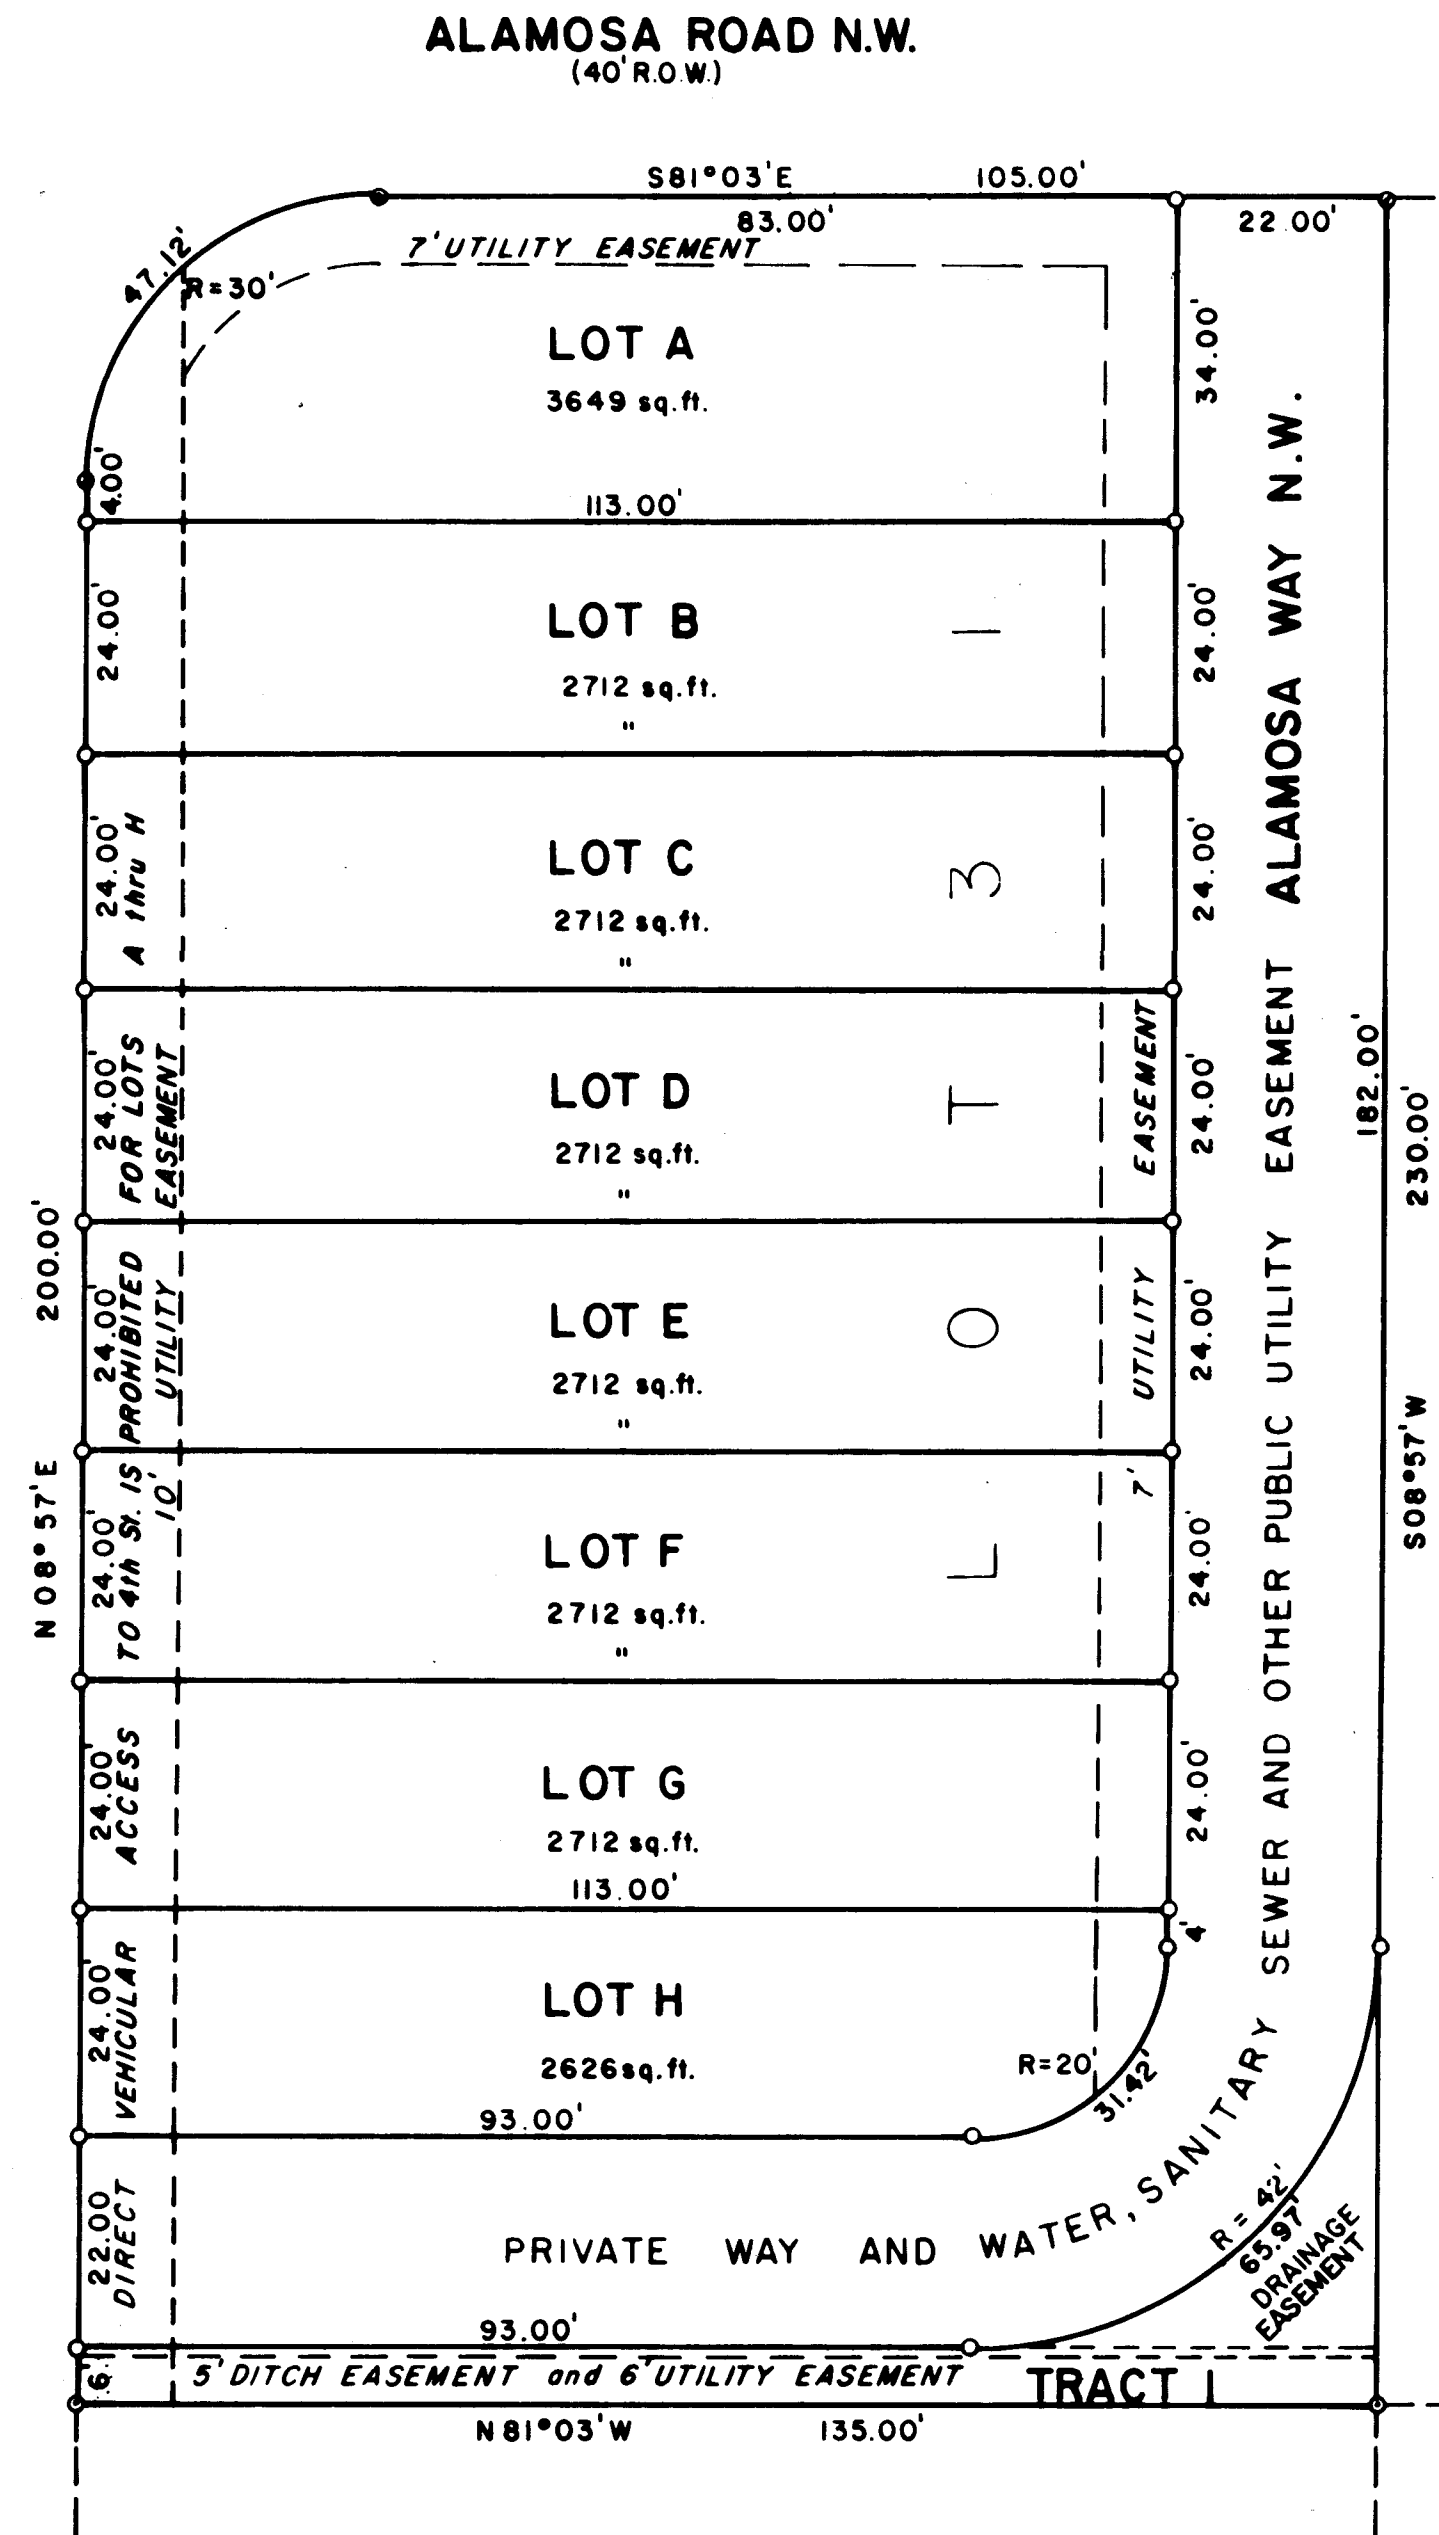 ALAMOSA ROAD N.W.
(40' R.O.W.)
S81°03'E 105.00'
83.00' 22.00'
7' UTILITY EASEMENT
47.12'
R=30'
LOT A
3649 sq.ft.
34.00'
4.00'
113.00'
24.00'
LOT B
2712 sq.ft.
"
24.00'
24.00'
LOT C
2712 sq.ft.
"
24.00'
24.00'
LOT D
2712 sq.ft.
"
24.00'
24.00'
LOT E
2712 sq.ft.
"
24.00'
24.00'
LOT F
2712 sq.ft.
"
24.00'
24.00'
LOT G
2712 sq.ft.
24.00'
113.00'
4'
24.00'
LOT H
2626 sq.ft.
R=20'
31.42'
93.00'
22.00
N 08°57'E 200.00'
DIRECT VEHICULAR ACCESS TO 4th St. IS PROHIBITED FOR LOTS A thru H
10' UTILITY EASEMENT
LOT 31
7' UTILITY EASEMENT
PRIVATE WAY AND WATER, SANITARY SEWER AND OTHER PUBLIC UTILITY EASEMENT ALAMOSA WAY N.W.
182.00'
230.00'
S08°57'W
R = 42'
65.97'
DRAINAGE
EASEMENT
93.00'
6'
5' DITCH EASEMENT and 6' UTILITY EASEMENT
TRACT 1
N 81°03'W 135.00'